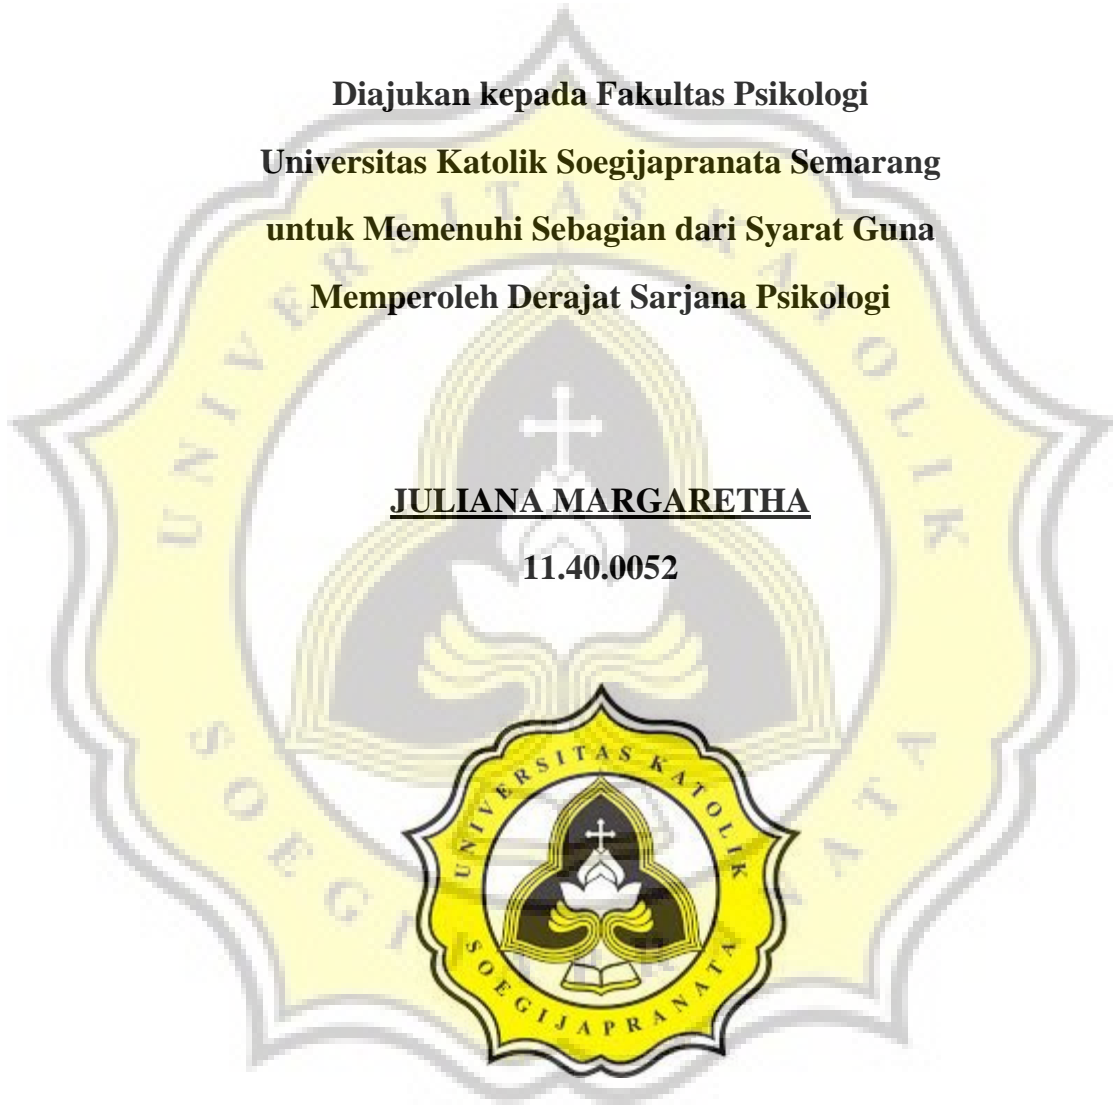 Diajukan kepada Fakultas Psikologi
Universitas Katolik Soegijapranata Semarang
untuk Memenuhi Sebagian dari Syarat Guna
Memperoleh Derajat Sarjana Psikologi
JULIANA MARGARETHA
11.40.0052
UNIVERSITAS KATOLIK
SOEGIJAPRANATA